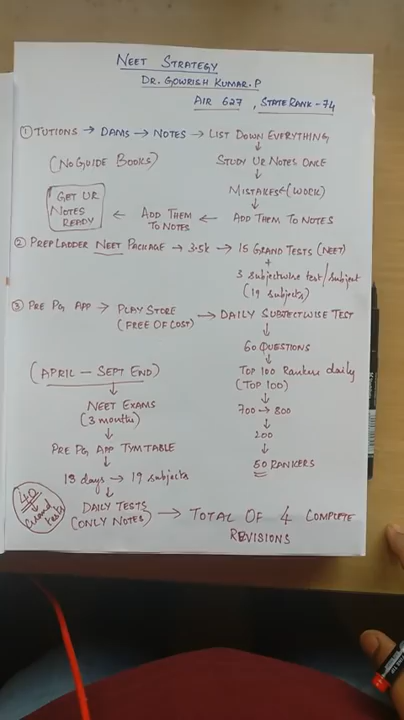 NEET STRATEGY
DR. GOWRISH KUMAR. P
AIR 627, STATE RANK - 74
① TUTIONS → DAMS → NOTES → LIST DOWN EVERYTHING
↓
(NO GUIDE BOOKS)
STUDY UR NOTES ONCE
↓
MISTAKES ← (WORK)
↓
ADD THEM TO NOTES
← ADD THEM
TO NOTES
←
GET UR
NOTES
READY
② PREPLADDER NEET PACKAGE → 3.5K → 15 GRAND TESTS (NEET)
+
3 subjectwise test/subject
(19 subjects)
③ PRE PG APP → PLAY STORE → DAILY SUBJECTWISE TEST
(FREE OF COST)
↓
60 QUESTIONS
↓
TOP 100 Rankers daily
(TOP 100)
↓
700 → 800
↓
200
↓
50 RANKERS
(APRIL - SEPT END)
↓
NEET EXAMS
(3 months)
↓
PRE PG APP TYMTABLE
↓
18 days → 19 subjects
↓
DAILY TESTS
(ONLY NOTES) → TOTAL OF 4 COMPLETE
REVISIONS
40
↓
Grand tests